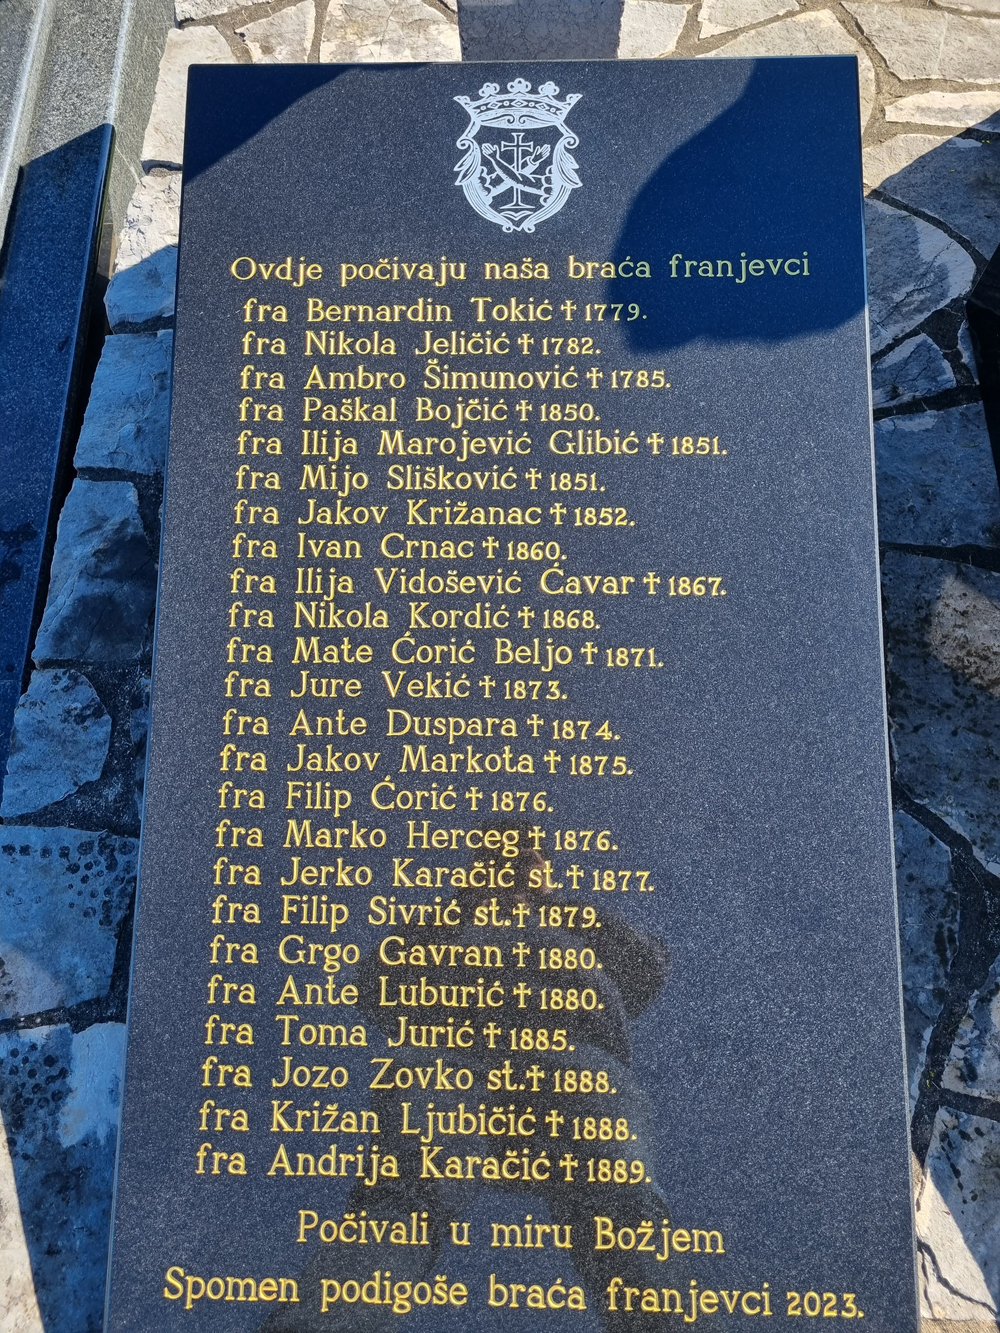 Ovdje počivaju naša braća franjevci
fra Bernardin Tokić † 1779.
fra Nikola Jeličić † 1782.
fra Ambro Šimunović † 1785.
fra Paškal Bojčić † 1850.
fra Ilija Marojević Glibić † 1851.
fra Mijo Slišković † 1851.
fra Jakov Križanac † 1852.
fra Ivan Crnac † 1860.
fra Ilija Vidošević Ćavar † 1867.
fra Nikola Kordić † 1868.
fra Mate Ćorić Beljo † 1871.
fra Jure Vekić † 1873.
fra Ante Duspara † 1874.
fra Jakov Markota † 1875.
fra Filip Ćorić † 1876.
fra Marko Herceg † 1876.
fra Jerko Karačić st. † 1877.
fra Filip Sivrić st. † 1879.
fra Grgo Gavran † 1880.
fra Ante Luburić † 1880.
fra Toma Jurić † 1885.
fra Jozo Zovko st. † 1888.
fra Križan Ljubičić † 1888.
fra Andrija Karačić † 1889.
Počivali u miru Božjem
Spomen podigoše braća franjevci 2023.